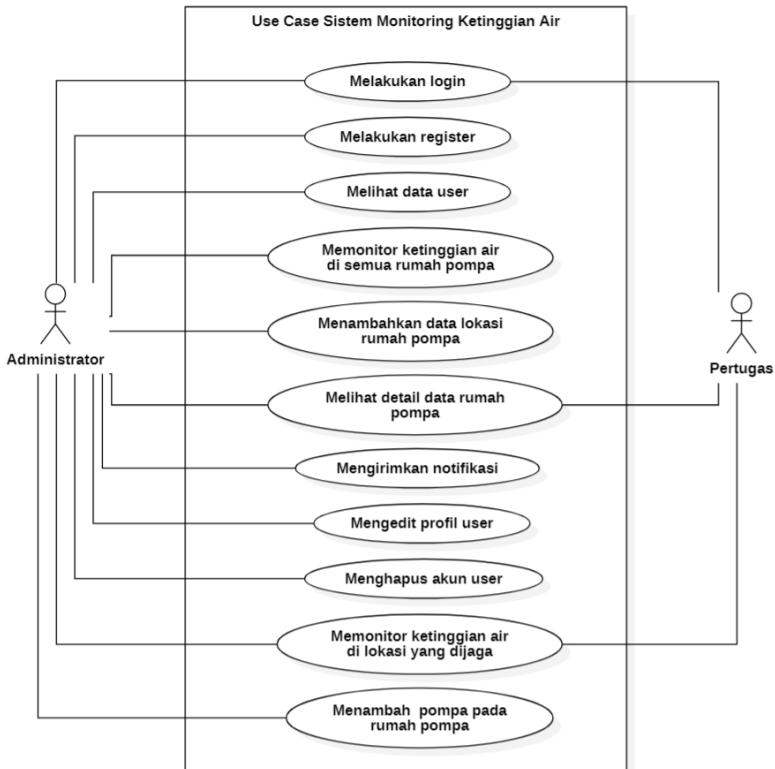 Use Case Sistem Monitoring Ketinggian Air
Melakukan login
Melakukan register
Melihat data user
Memonitor ketinggian air
di semua rumah pompa
Menambahkan data lokasi
rumah pompa
Administrator
Pertugas
Melihat detail data rumah
pompa
Mengirimkan notifikasi
Mengedit profil user
Menghapus akun user
Memonitor ketinggian air
di lokasi yang dijaga
Menambah pompa pada
rumah pompa